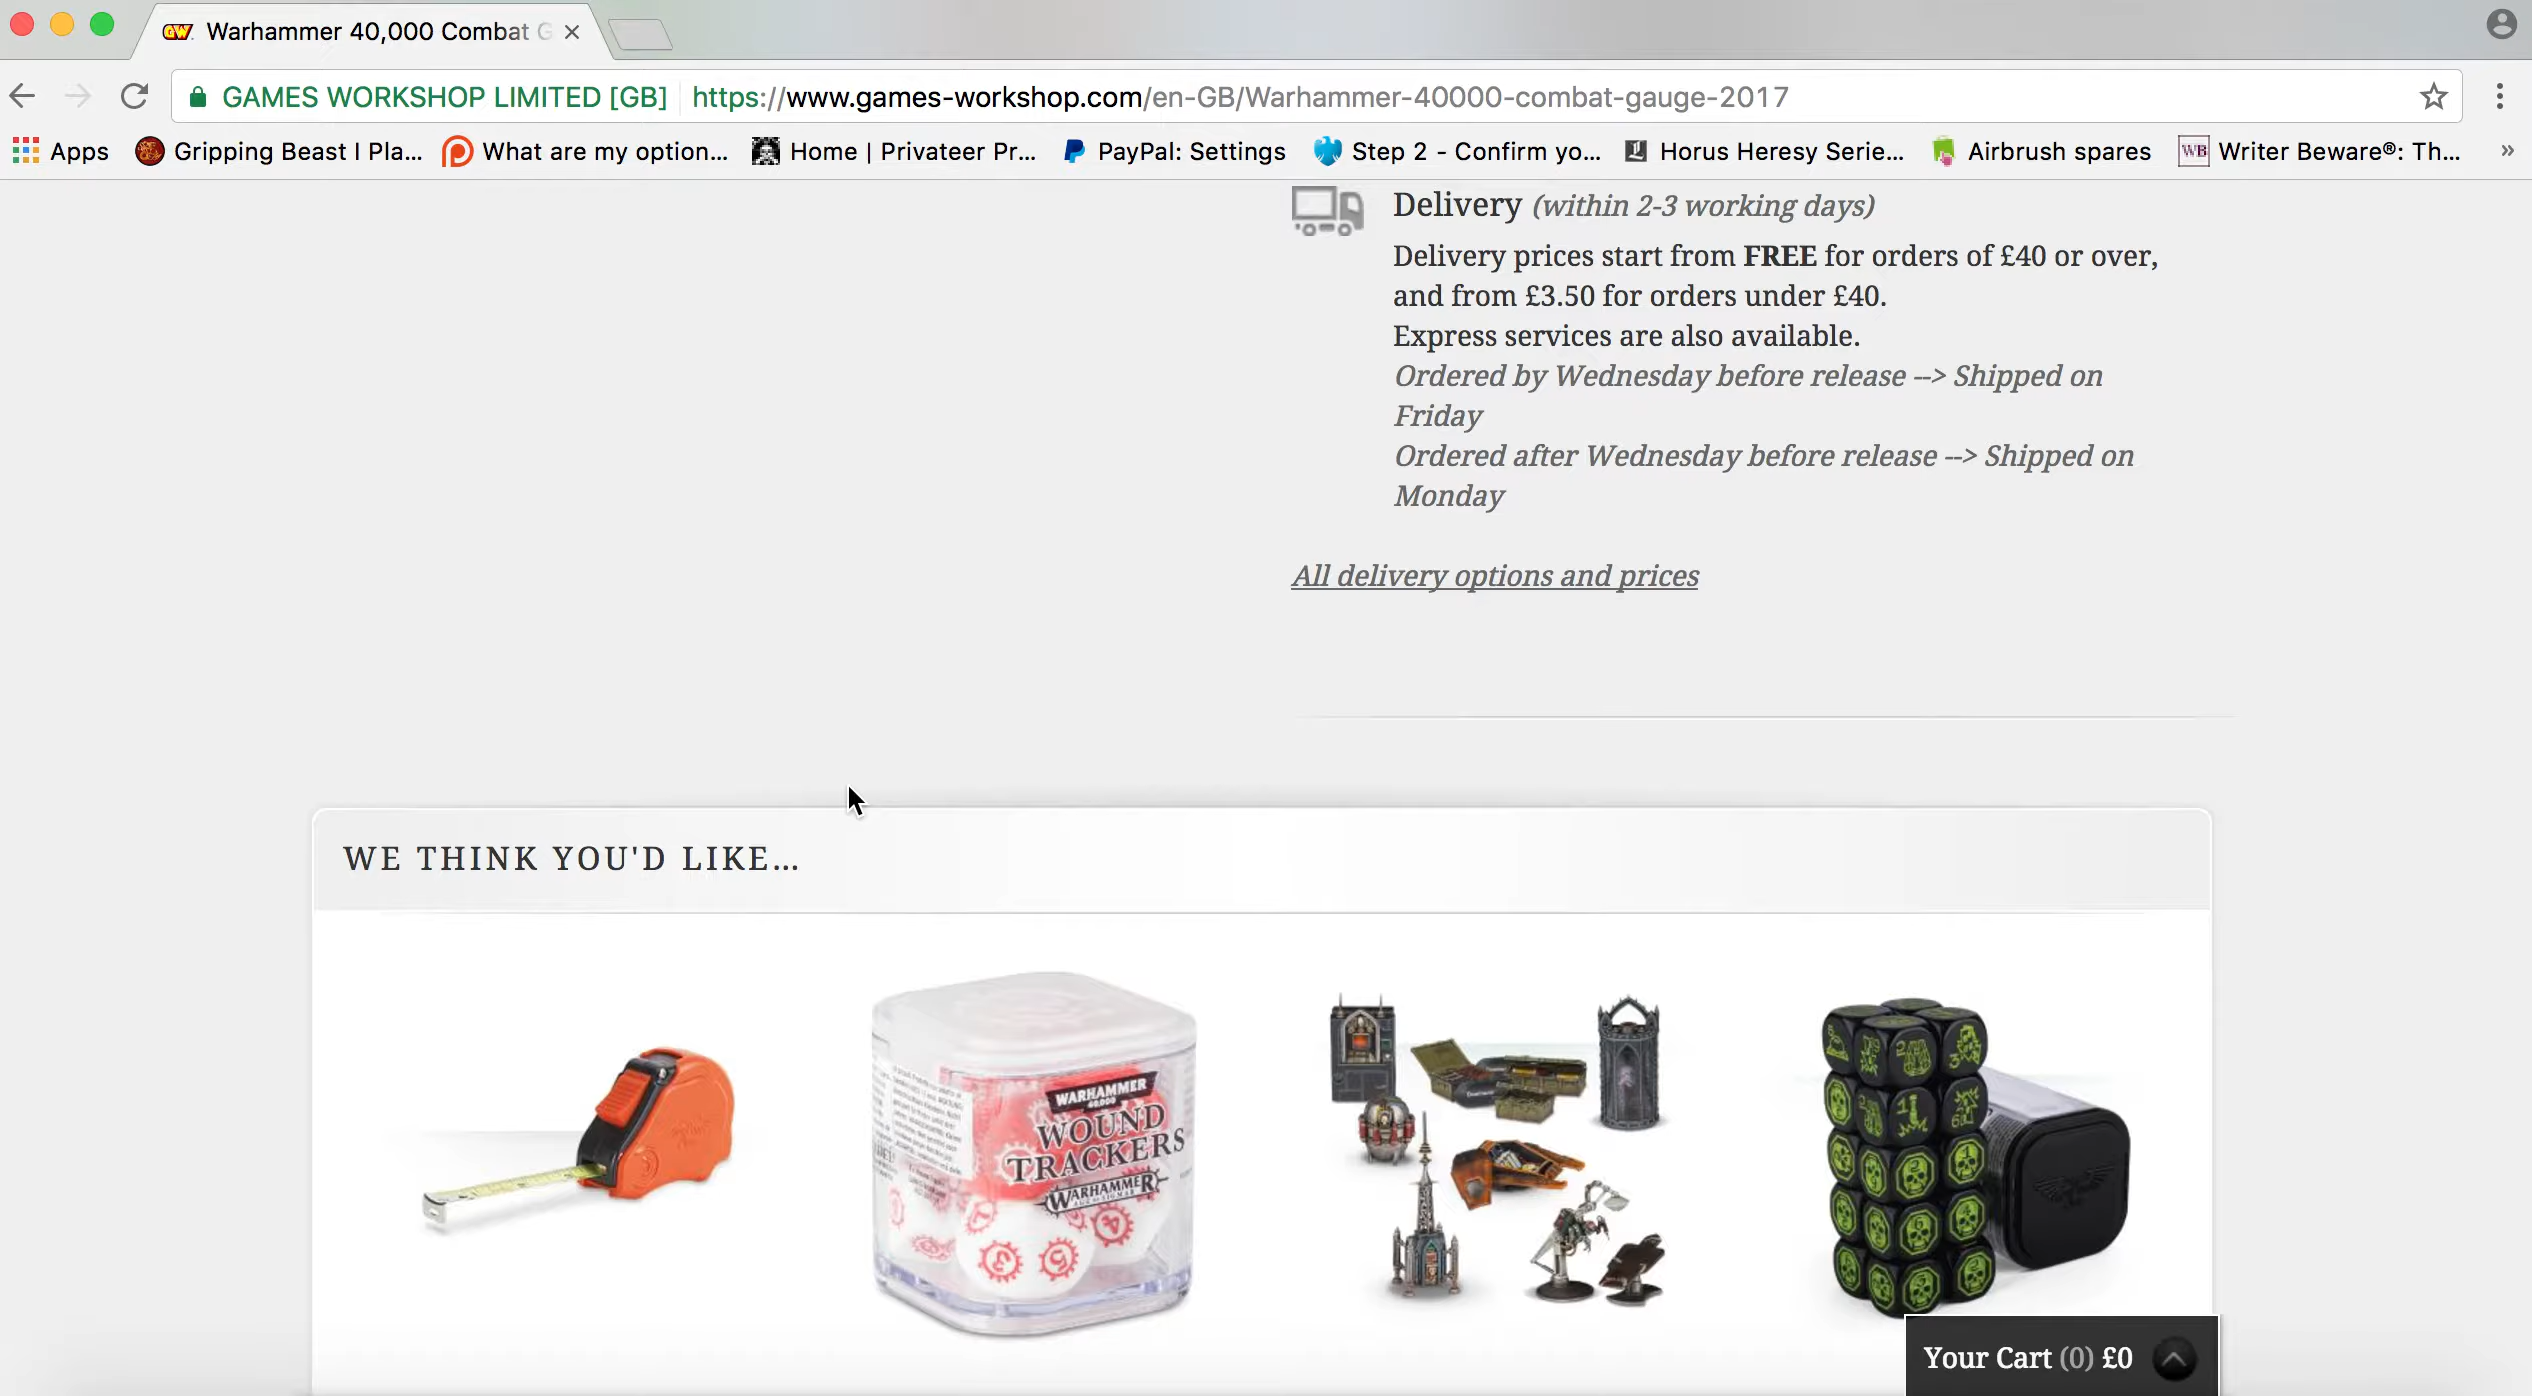 GW Warhammer 40,000 Combat G
GAMES WORKSHOP LIMITED [GB] https://www.games-workshop.com/en-GB/Warhammer-40000-combat-gauge-2017
Apps Gripping Beast I Pla... What are my option... Home | Privateer Pr... PayPal: Settings Step 2 - Confirm yo... Horus Heresy Serie... Airbrush spares WB Writer Beware®: Th... »
Delivery (within 2-3 working days)
Delivery prices start from FREE for orders of £40 or over,
and from £3.50 for orders under £40.
Express services are also available.
Ordered by Wednesday before release --> Shipped on
Friday
Ordered after Wednesday before release --> Shipped on
Monday
All delivery options and prices
WE THINK YOU'D LIKE...
WARHAMMER
40,000
WOUND
TRACKERS
WARHAMMER
Your Cart (0) £0